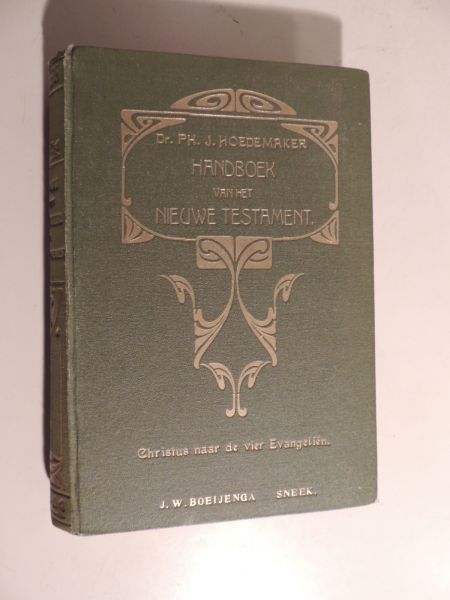 Dr. PH. J. HOEDEMAKER
HANDBOEK
VAN HET
NIEUWE TESTAMENT.
Christus naar de vier Evangeliën.
J. W. BOEIJENGA SNEEK.